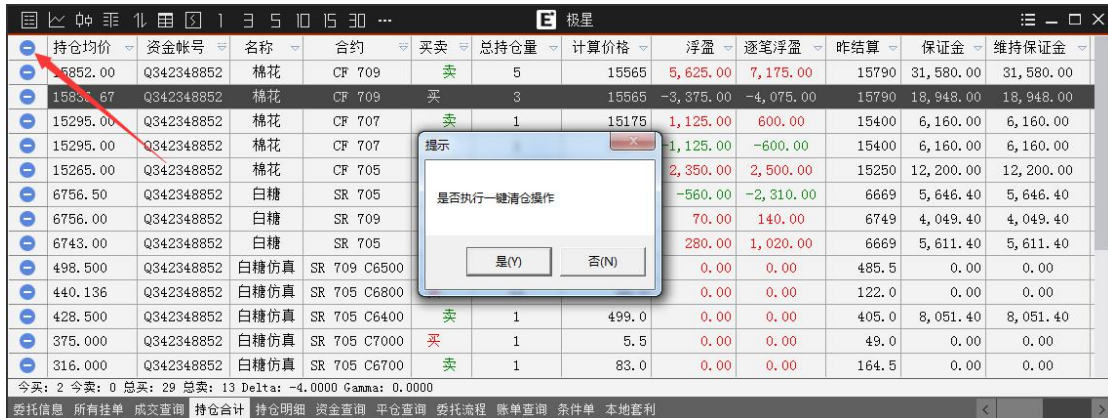 1 3 5 10 15 30 ... E 极星
持仓均价 资金帐号 名称 合约 买卖 总持仓量 计算价格 浮盈 逐笔浮盈 昨结算 保证金 维持保证金
15852.00 Q342348852 棉花 CF 709 卖 5 15565 5,625.00 7,175.00 15790 31,580.00 31,580.00
Q342348852 棉花 CF 709 买 3 15565 -3,375.00 -4,075.00 15790 18,948.00 18,948.00
15295.00 Q342348852 棉花 CF 707 卖 1 15175 1,125.00 600.00 15400 6,160.00 6,160.00
15295.00 Q342348852 棉花 CF 707 -1,125.00 -600.00 15400 6,160.00 6,160.00
15265.00 Q342348852 棉花 CF 705 2,350.00 2,500.00 15250 12,200.00 12,200.00
6756.50 Q342348852 白糖 SR 705 -560.00 -2,310.00 6669 5,646.40 5,646.40
6756.00 Q342348852 白糖 SR 709 70.00 140.00 6749 4,049.40 4,049.40
6743.00 Q342348852 白糖 SR 705 280.00 1,020.00 6669 5,611.40 5,611.40
498.500 Q342348852 白糖仿真 SR 709 C6500 0.00 0.00 485.5 0.00 0.00
440.136 Q342348852 白糖仿真 SR 705 C6800 0.00 0.00 122.0 0.00 0.00
428.500 Q342348852 白糖仿真 SR 705 C6400 卖 1 499.0 0.00 0.00 405.0 8,051.40 8,051.40
375.000 Q342348852 白糖仿真 SR 705 C7000 买 1 5.5 0.00 0.00 49.0 0.00 0.00
316.000 Q342348852 白糖仿真 SR 705 C6700 卖 1 83.0 0.00 0.00 164.5 0.00 0.00
提示
是否执行一键清仓操作
是(Y) 否(N)
今买: 2 今卖: 0 总买: 29 总卖: 13 Delta: -4.0000 Gamma: 0.0000
委托信息 所有挂单 成交查询 持仓合计 持仓明细 资金查询 平仓查询 委托流程 账单查询 条件单 本地套利